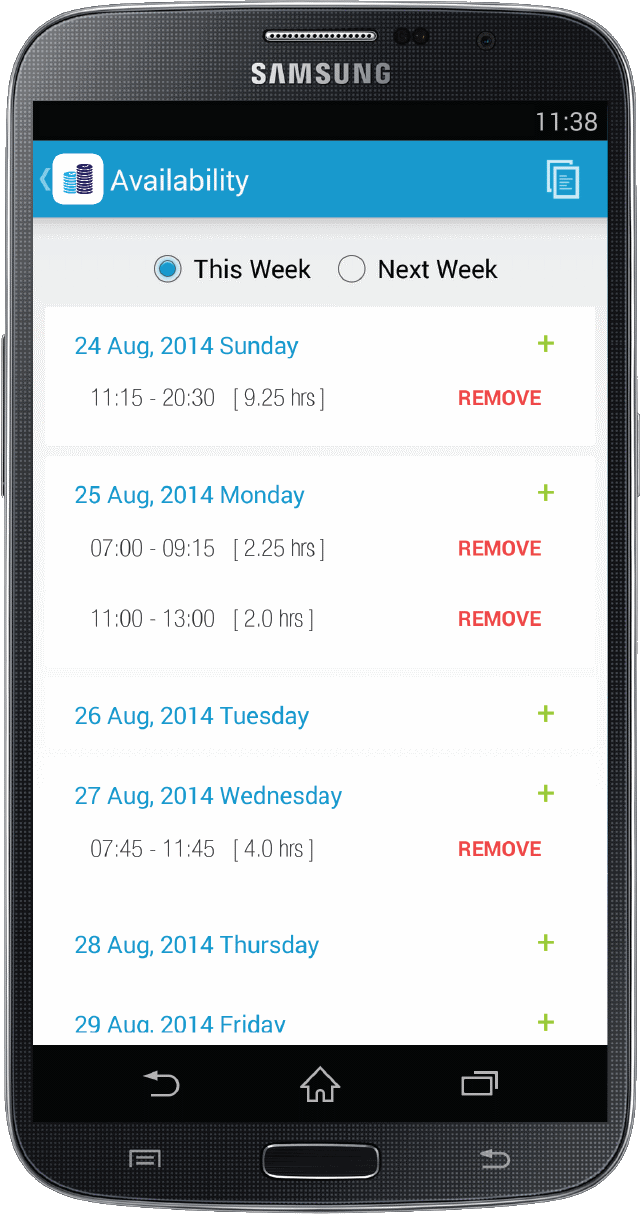 SAMSUNG
11:38
Availability
This Week Next Week
24 Aug, 2014 Sunday +
11:15 - 20:30 [ 9.25 hrs ] REMOVE
25 Aug, 2014 Monday +
07:00 - 09:15 [ 2.25 hrs ] REMOVE
11:00 - 13:00 [ 2.0 hrs ] REMOVE
26 Aug, 2014 Tuesday +
27 Aug, 2014 Wednesday +
07:45 - 11:45 [ 4.0 hrs ] REMOVE
28 Aug, 2014 Thursday +
29 Aug, 2014 Friday +